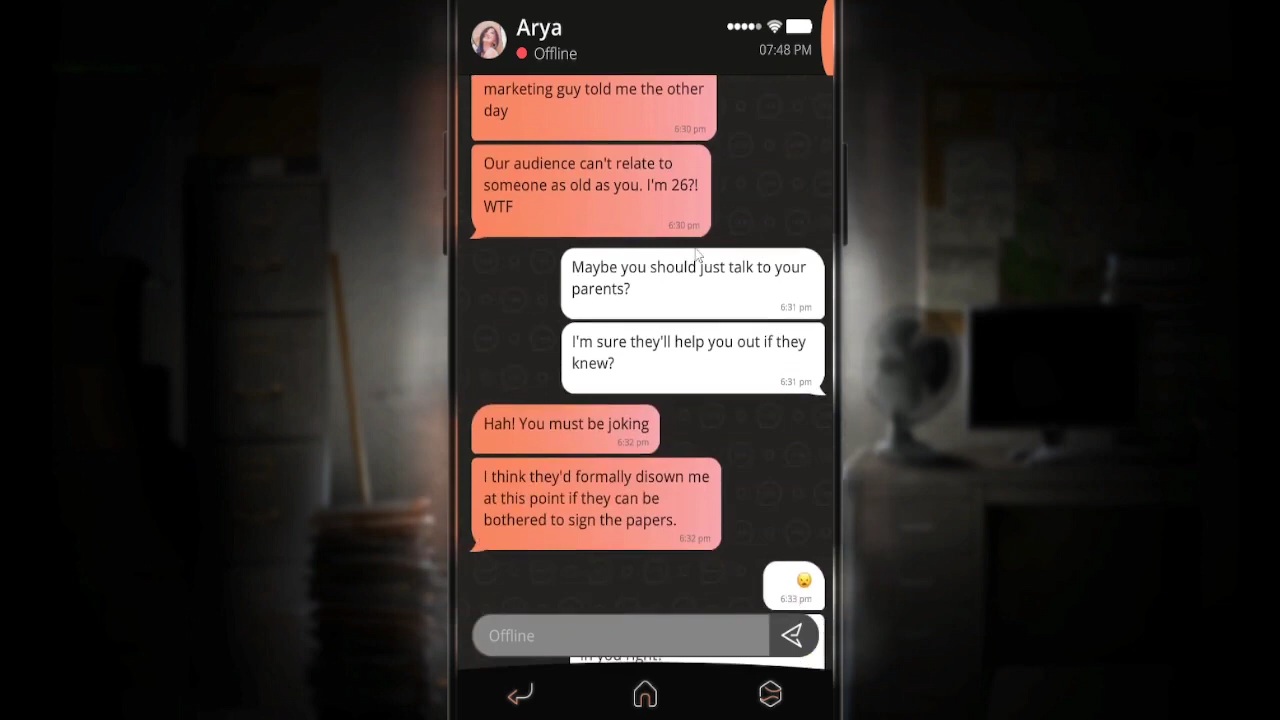 Arya
Offline
07:48 PM
marketing guy told me the other
day
6:30 pm
Our audience can't relate to
someone as old as you. I'm 26?!
WTF
6:30 pm
Maybe you should just talk to your
parents?
6:31 pm
I'm sure they'll help you out if they
knew?
6:31 pm
Hah! You must be joking
6:32 pm
I think they'd formally disown me
at this point if they can be
bothered to sign the papers.
6:32 pm
😣
6:33 pm
Offline
in you right?